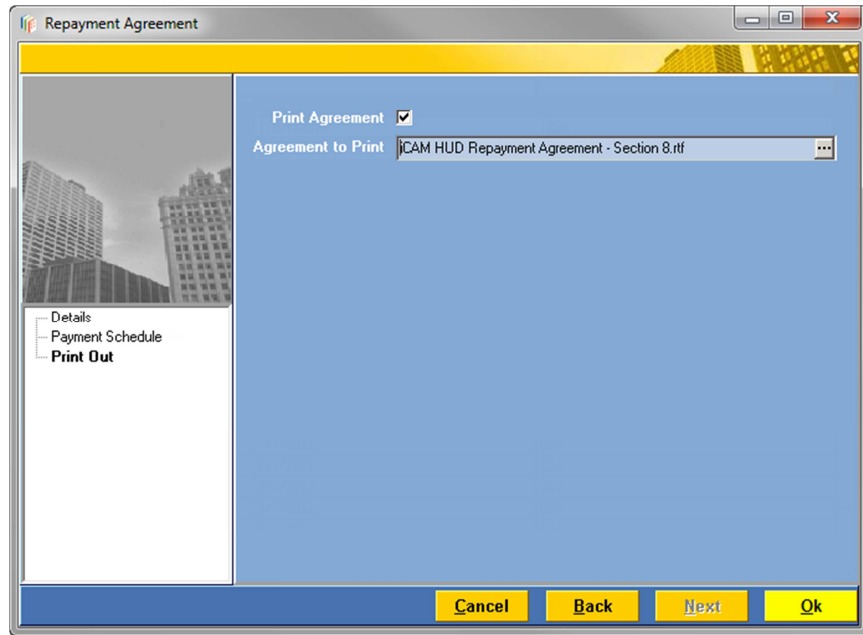 Repayment Agreement
Print Agreement
Agreement to Print iCAM HUD Repayment Agreement - Section 8.rtf ...
Details
Payment Schedule
Print Out
Cancel Back Next Ok